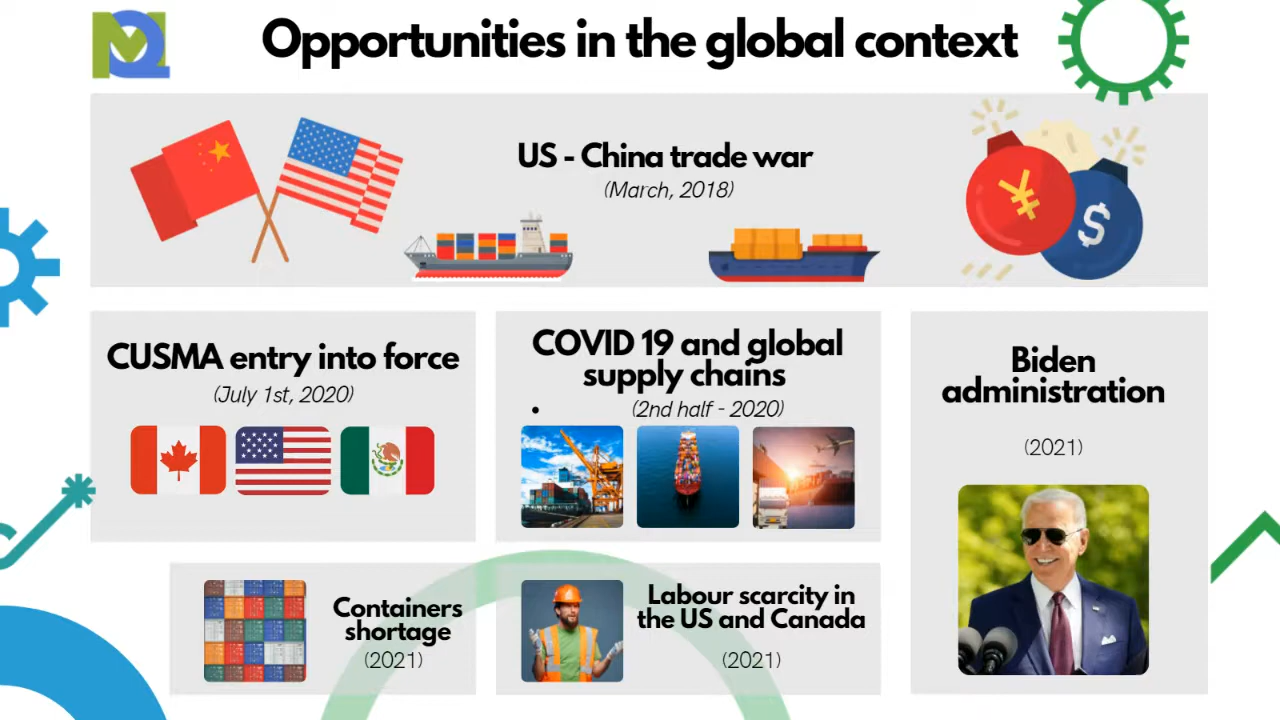 MQ
Opportunities in the global context
US - China trade war
(March, 2018)
¥
$
CUSMA entry into force
(July 1st, 2020)
COVID 19 and global
supply chains
• (2nd half - 2020)
Biden
administration
(2021)
Containers
shortage
(2021)
Labour scarcity in
the US and Canada
(2021)